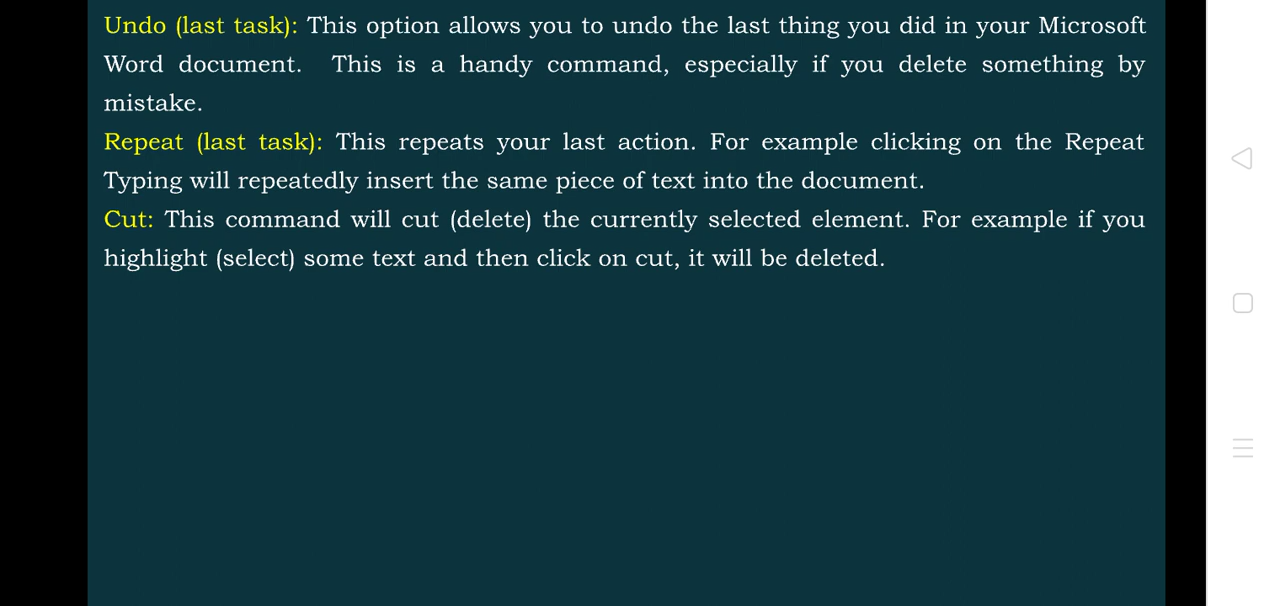 Undo (last task): This option allows you to undo the last thing you did in your Microsoft
Word document. This is a handy command, especially if you delete something by
mistake.
Repeat (last task): This repeats your last action. For example clicking on the Repeat
Typing will repeatedly insert the same piece of text into the document.
Cut: This command will cut (delete) the currently selected element. For example if you
highlight (select) some text and then click on cut, it will be deleted.